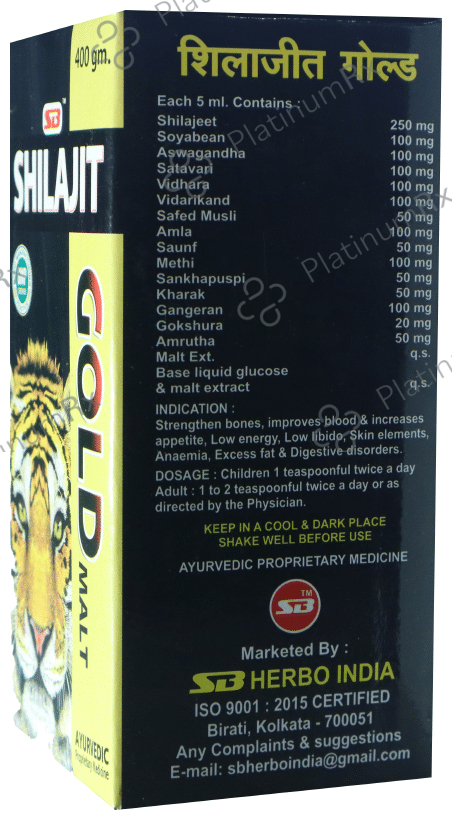 400 gm.
SB
SHILAJIT
GOLD
MALT
AYURVEDIC
Proprietary Medicine
शिलाजीत गोल्ड
Each 5 ml. Contains :
Shilajeet 250 mg
Soyabean 100 mg
Aswagandha 100 mg
Satavari 100 mg
Vidhara 100 mg
Vidarikand 100 mg
Safed Musli 50 mg
Amla 100 mg
Saunf 50 mg
Methi 100 mg
Sankhapuspi 50 mg
Kharak 50 mg
Gangeran 100 mg
Gokshura 20 mg
Amrutha 50 mg
Malt Ext. q.s.
Base liquid glucose
& malt extract q.s.
INDICATION :
Strengthen bones, improves blood & increases
appetite, Low energy, Low libido, Skin elements,
Anaemia, Excess fat & Digestive disorders.
DOSAGE : Children 1 teaspoonful twice a day
Adult : 1 to 2 teaspoonful twice a day or as
directed by the Physician.
KEEP IN A COOL & DARK PLACE
SHAKE WELL BEFORE USE
AYURVEDIC PROPRIETARY MEDICINE
TM
SB
Marketed By :
SB HERBO INDIA
ISO 9001 : 2015 CERTIFIED
Birati, Kolkata - 700051
Any Complaints & suggestions
E-mail: sbherboindia@gmail.com
PlatinumRx
PlatinumRx
PlatinumRx